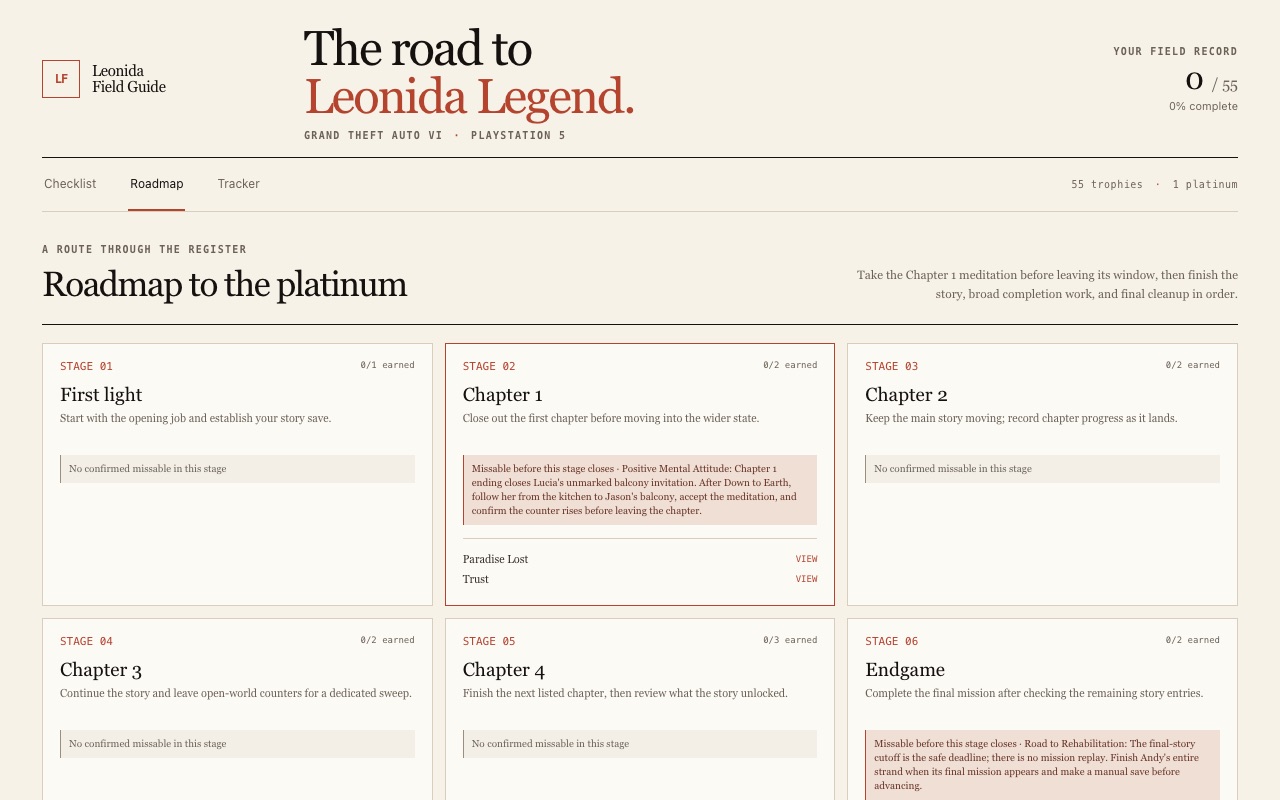 LF
Leonida
Field Guide
The road to
Leonida Legend.
GRAND THEFT AUTO VI · PLAYSTATION 5
YOUR FIELD RECORD
0 / 55
0% complete
Checklist
Roadmap
Tracker
55 trophies · 1 platinum
A ROUTE THROUGH THE REGISTER
Roadmap to the platinum
Take the Chapter 1 meditation before leaving its window, then finish the
story, broad completion work, and final cleanup in order.
STAGE 01
0/1 earned
First light
Start with the opening job and establish your story save.
No confirmed missable in this stage
STAGE 02
0/2 earned
Chapter 1
Close out the first chapter before moving into the wider state.
Missable before this stage closes · Positive Mental Attitude: Chapter 1
ending closes Lucia's unmarked balcony invitation. After Down to Earth,
follow her from the kitchen to Jason's balcony, accept the meditation, and
confirm the counter rises before leaving the chapter.
Paradise Lost
VIEW
Trust
VIEW
STAGE 03
0/2 earned
Chapter 2
Keep the main story moving; record chapter progress as it lands.
No confirmed missable in this stage
STAGE 04
0/2 earned
Chapter 3
Continue the story and leave open-world counters for a dedicated sweep.
No confirmed missable in this stage
STAGE 05
0/3 earned
Chapter 4
Finish the next listed chapter, then review what the story unlocked.
No confirmed missable in this stage
STAGE 06
0/2 earned
Endgame
Complete the final mission after checking the remaining story entries.
Missable before this stage closes · Road to Rehabilitation: The final-story
cutoff is the safe deadline; there is no mission replay. Finish Andy's entire
strand when its final mission appears and make a manual save before
advancing.